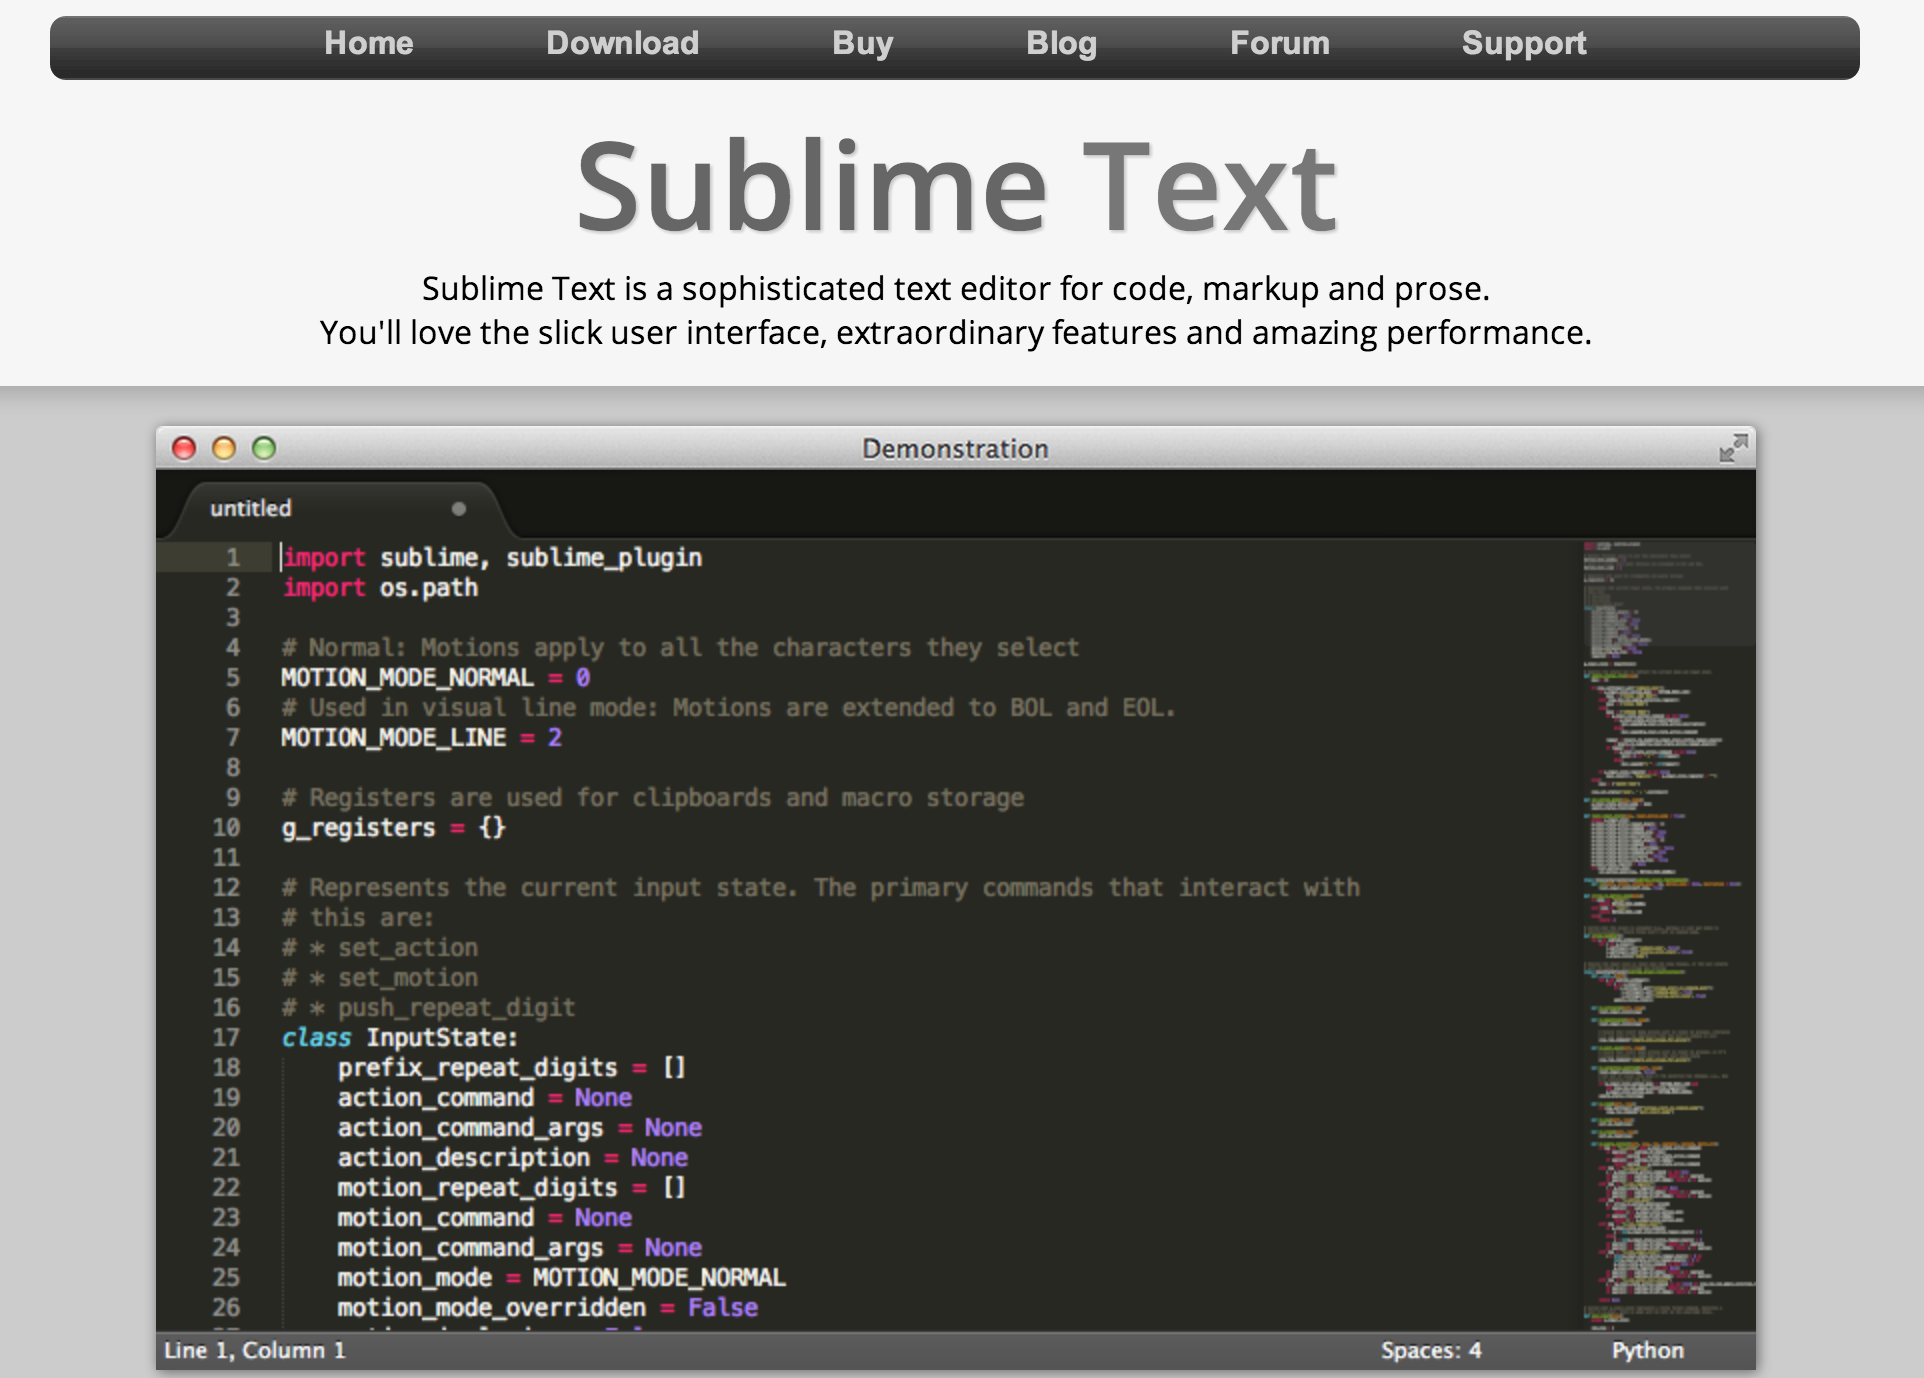 Home Download Buy Blog Forum Support
Sublime Text
Sublime Text is a sophisticated text editor for code, markup and prose.
You'll love the slick user interface, extraordinary features and amazing performance.
Demonstration
untitled
1 import sublime, sublime_plugin
2 import os.path
3
4 # Normal: Motions apply to all the characters they select
5 MOTION_MODE_NORMAL = 0
6 # Used in visual line mode: Motions are extended to BOL and EOL.
7 MOTION_MODE_LINE = 2
8
9 # Registers are used for clipboards and macro storage
10 g_registers = {}
11
12 # Represents the current input state. The primary commands that interact with
13 # this are:
14 # * set_action
15 # * set_motion
16 # * push_repeat_digit
17 class InputState:
18 prefix_repeat_digits = []
19 action_command = None
20 action_command_args = None
21 action_description = None
22 motion_repeat_digits = []
23 motion_command = None
24 motion_command_args = None
25 motion_mode = MOTION_MODE_NORMAL
26 motion_mode_overridden = False
Line 1, Column 1 Spaces: 4 Python